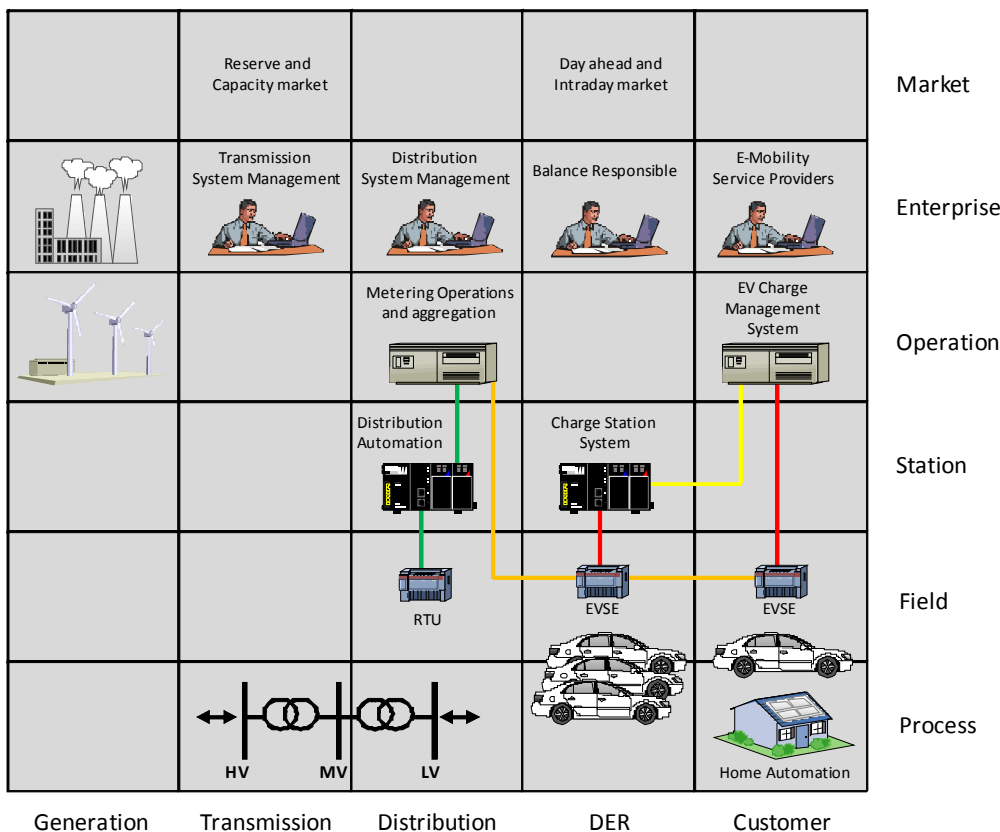 Reserve and
Capacity market
Day ahead and
Intraday market
Market
Transmission
System Management
Distribution
System Management
Balance Responsible
E-Mobility
Service Providers
Enterprise
Metering Operations
and aggregation
EV Charge
Management
System
Operation
Distribution
Automation
Charge Station
System
Station
RTU
EVSE
EVSE
Field
HV
MV
LV
Home Automation
Process
Generation
Transmission
Distribution
DER
Customer